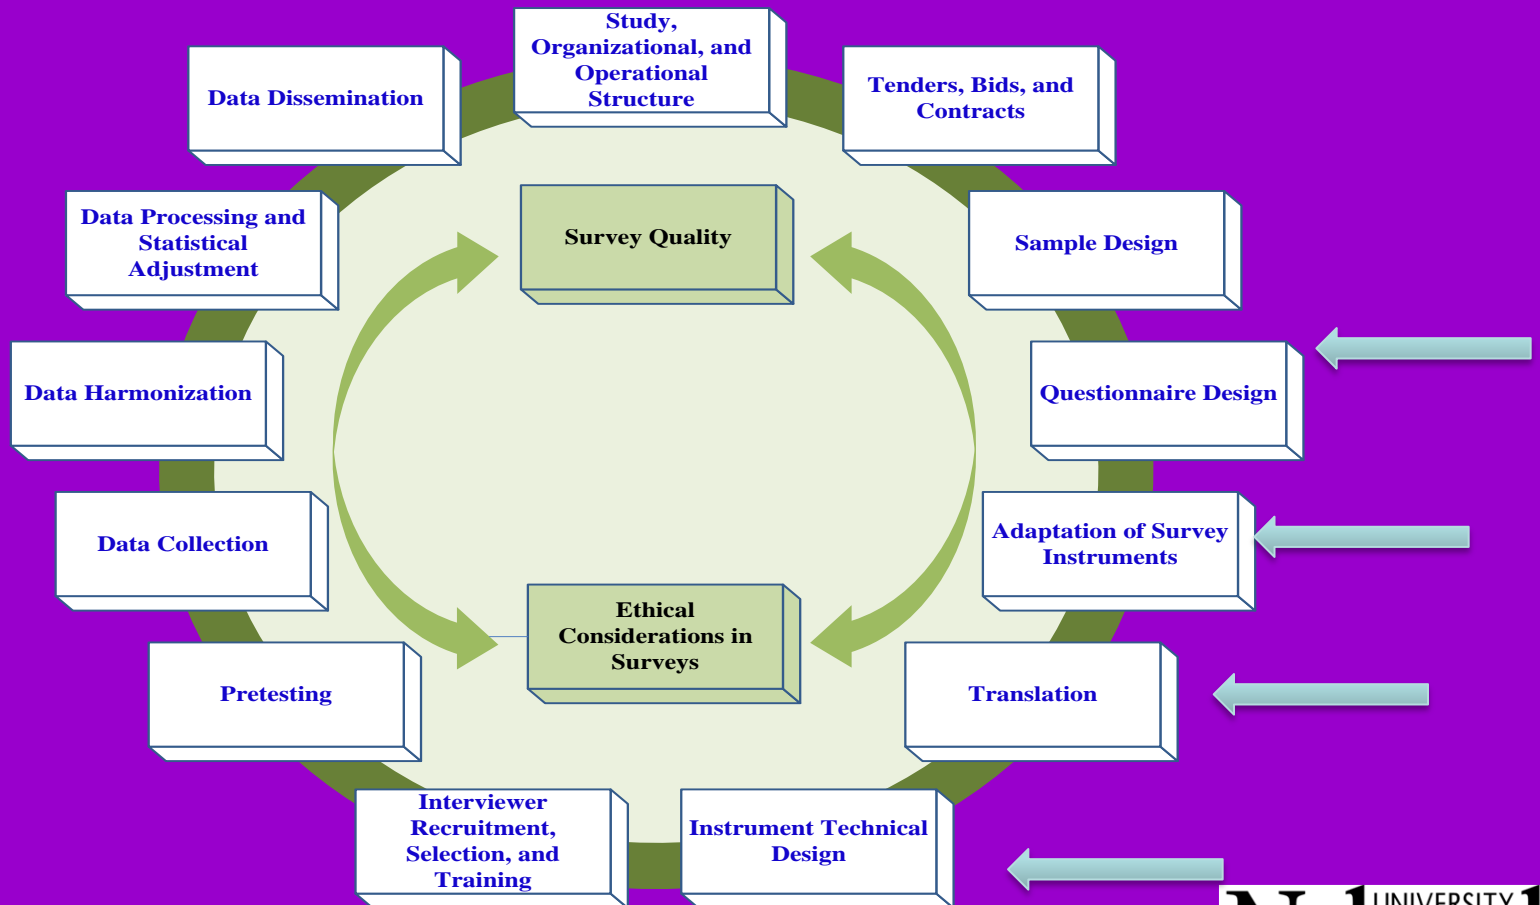 Study,
Organizational, and
Operational
Structure
Tenders, Bids, and
Contracts
Data Dissemination
Sample Design
Data Processing and
Statistical
Adjustment
Survey Quality
Questionnaire Design
Data Harmonization
Adaptation of Survey
Instruments
Data Collection
Ethical
Considerations in
Surveys
Translation
Pretesting
Instrument Technical
Design
Interviewer
Recruitment,
Selection, and
Training
UNIVERSITY